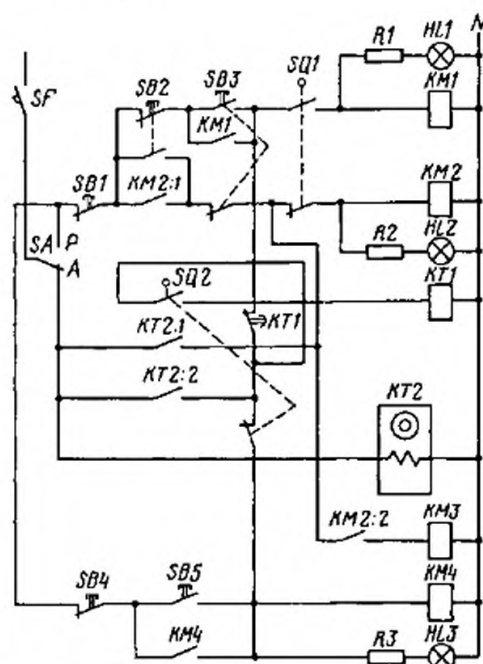 R1 HL1 N
SB2 SB3 SQ1
SF KM1 KM1
SB1 KM2:1 KM2
SA P R2 HL2
A SQ2 KT1
KT1
KT2:1
KT2:2 KT2
KM2:2 KM3
SB4 SB5 KM4
KM4 R3 HL3